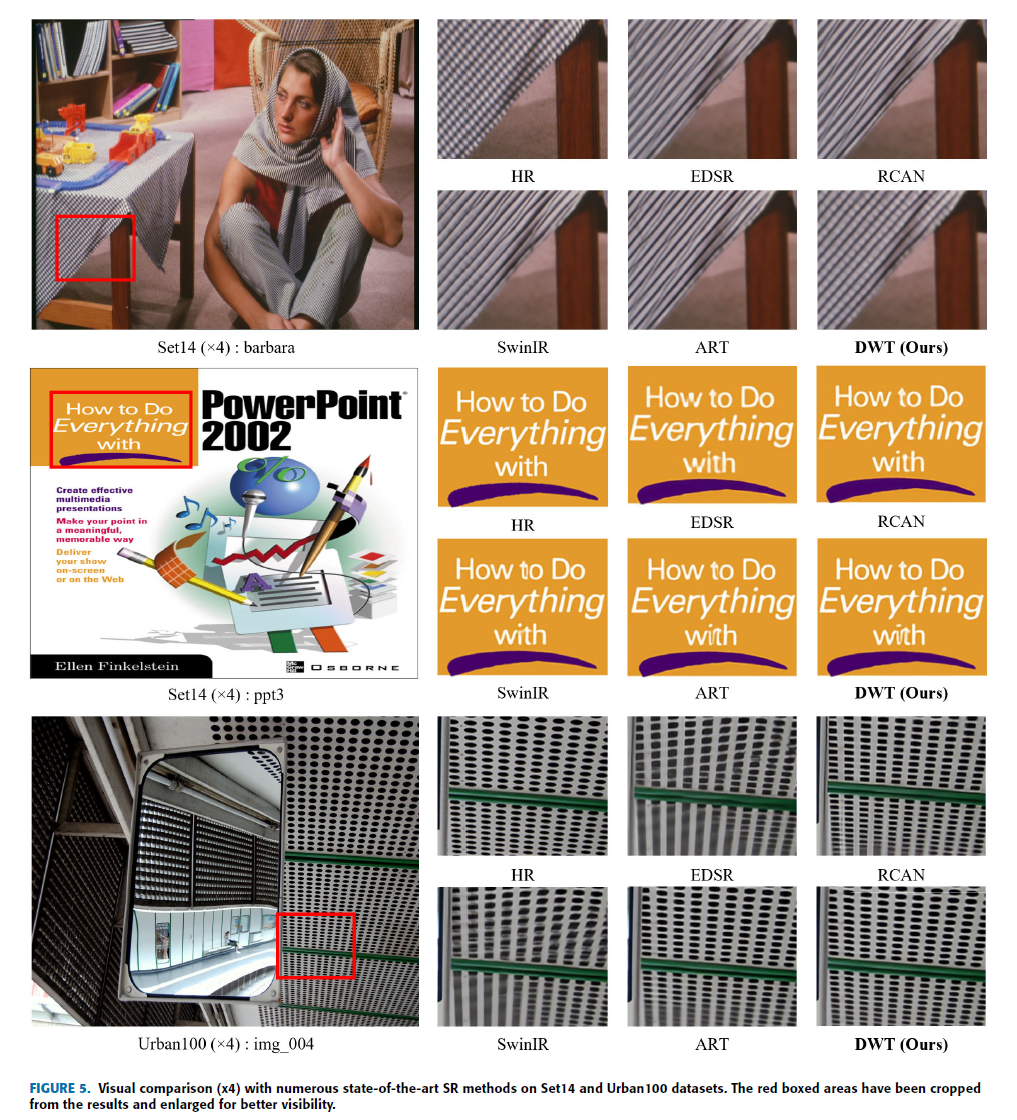 HR
EDSR
RCAN
SwinIR
ART
DWT (Ours)
Set14 (×4) : barbara
How to Do
Everything
with
PowerPoint®
2002
Create effective
multimedia
presentations
Make your point in
a meaningful,
memorable way
Deliver
your show
on-screen
or on the Web
%
A
Ellen Finkelstein
OSBORNE
How to Do
Everything
with
HR
How to Do
Everything
with
EDSR
How to Do
Everything
with
RCAN
How to Do
Everything
with
SwinIR
How to Do
Everything
with
ART
How to Do
Everything
with
DWT (Ours)
Set14 (×4) : ppt3
HR
EDSR
RCAN
SwinIR
ART
DWT (Ours)
Urban100 (×4) : img_004
FIGURE 5. Visual comparison (x4) with numerous state-of-the-art SR methods on Set14 and Urban100 datasets. The red boxed areas have been cropped
from the results and enlarged for better visibility.